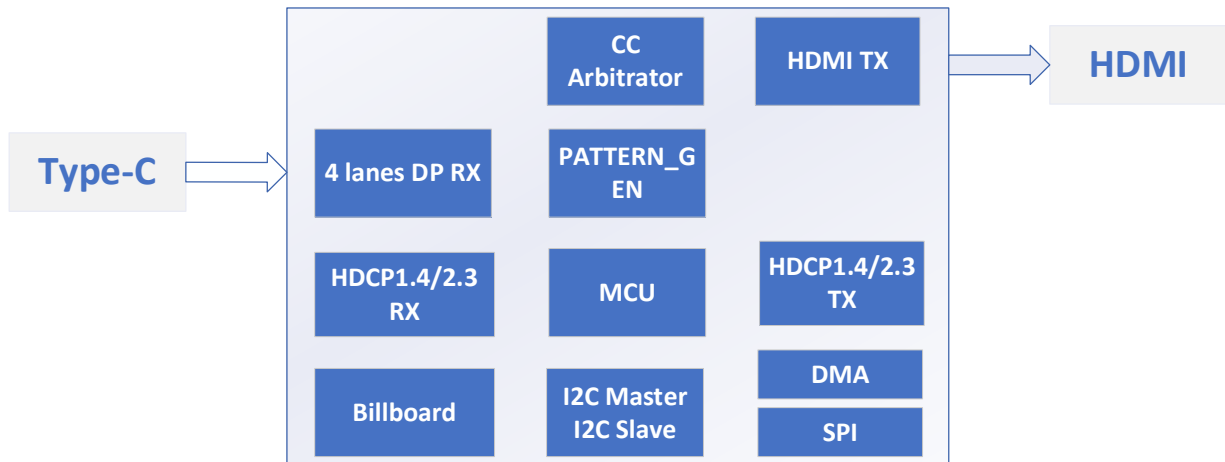 CC
Arbitrator
HDMI TX
HDMI
Type-C
4 lanes DP RX
PATTERN_G
EN
HDCP1.4/2.3
RX
MCU
HDCP1.4/2.3
TX
Billboard
I2C Master
I2C Slave
DMA
SPI